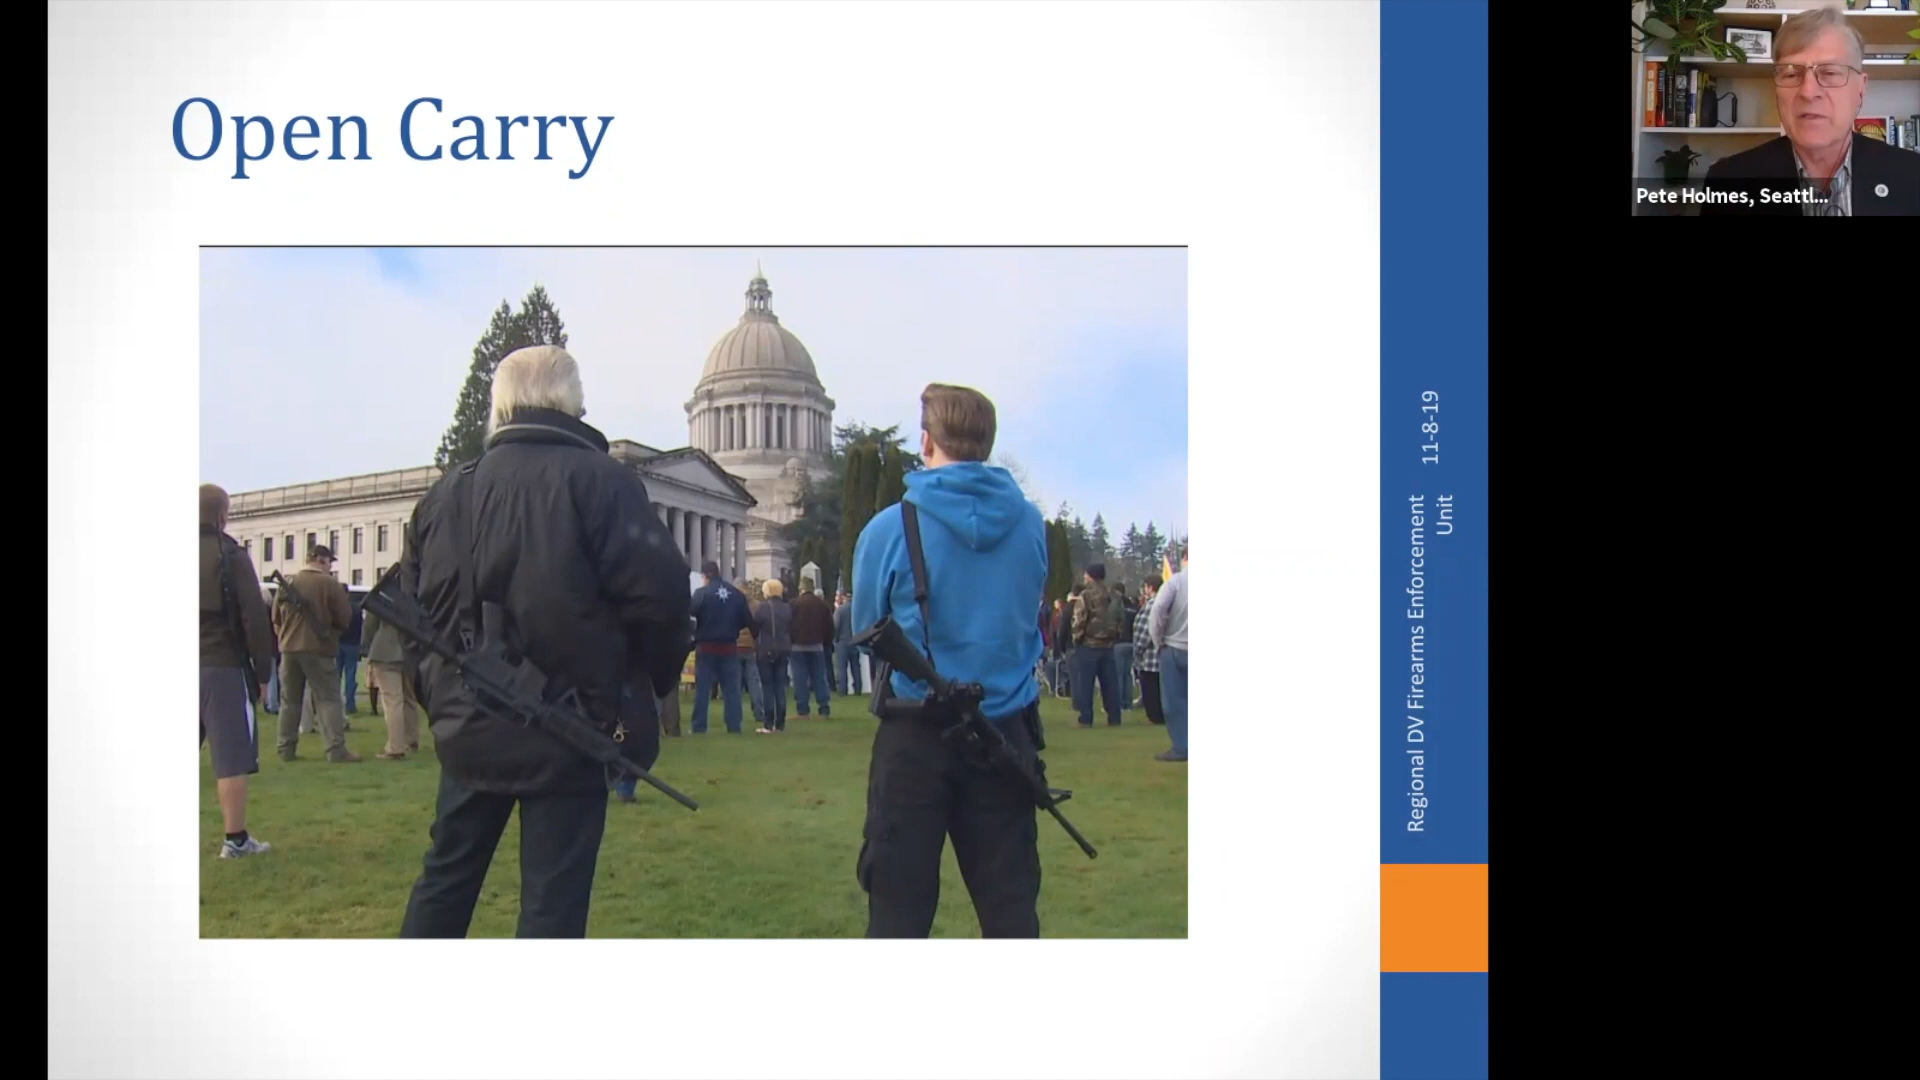 Open Carry
Regional DV Firearms Enforcement
Unit
11-8-19
Pete Holmes, Seattl...